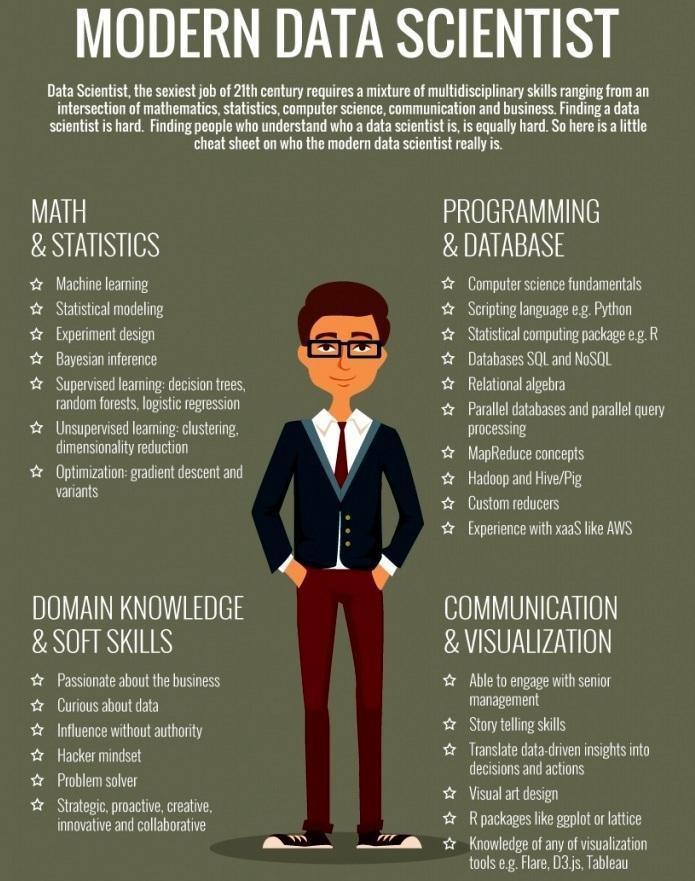 MODERN DATA SCIENTIST
Data Scientist, the sexiest job of 21th century requires a mixture of multidisciplinary skills ranging from an
intersection of mathematics, statistics, computer science, communication and business. Finding a data
scientist is hard. Finding people who understand who a data scientist is, is equally hard. So here is a little
cheat sheet on who the modern data scientist really is.
MATH
& STATISTICS
Machine learning
Statistical modeling
Experiment design
Bayesian inference
Supervised learning: decision trees,
random forests, logistic regression
Unsupervised learning: clustering,
dimensionality reduction
Optimization: gradient descent and
variants
PROGRAMMING
& DATABASE
Computer science fundamentals
Scripting language e.g. Python
Statistical computing package e.g. R
Databases SQL and NoSQL
Relational algebra
Parallel databases and parallel query
processing
MapReduce concepts
Hadoop and Hive/Pig
Custom reducers
Experience with xaaS like AWS
DOMAIN KNOWLEDGE
& SOFT SKILLS
Passionate about the business
Curious about data
Influence without authority
Hacker mindset
Problem solver
Strategic, proactive, creative,
innovative and collaborative
COMMUNICATION
& VISUALIZATION
Able to engage with senior
management
Story telling skills
Translate data-driven insights into
decisions and actions
Visual art design
R packages like ggplot or lattice
Knowledge of any of visualization
tools e.g. Flare, D3.js, Tableau